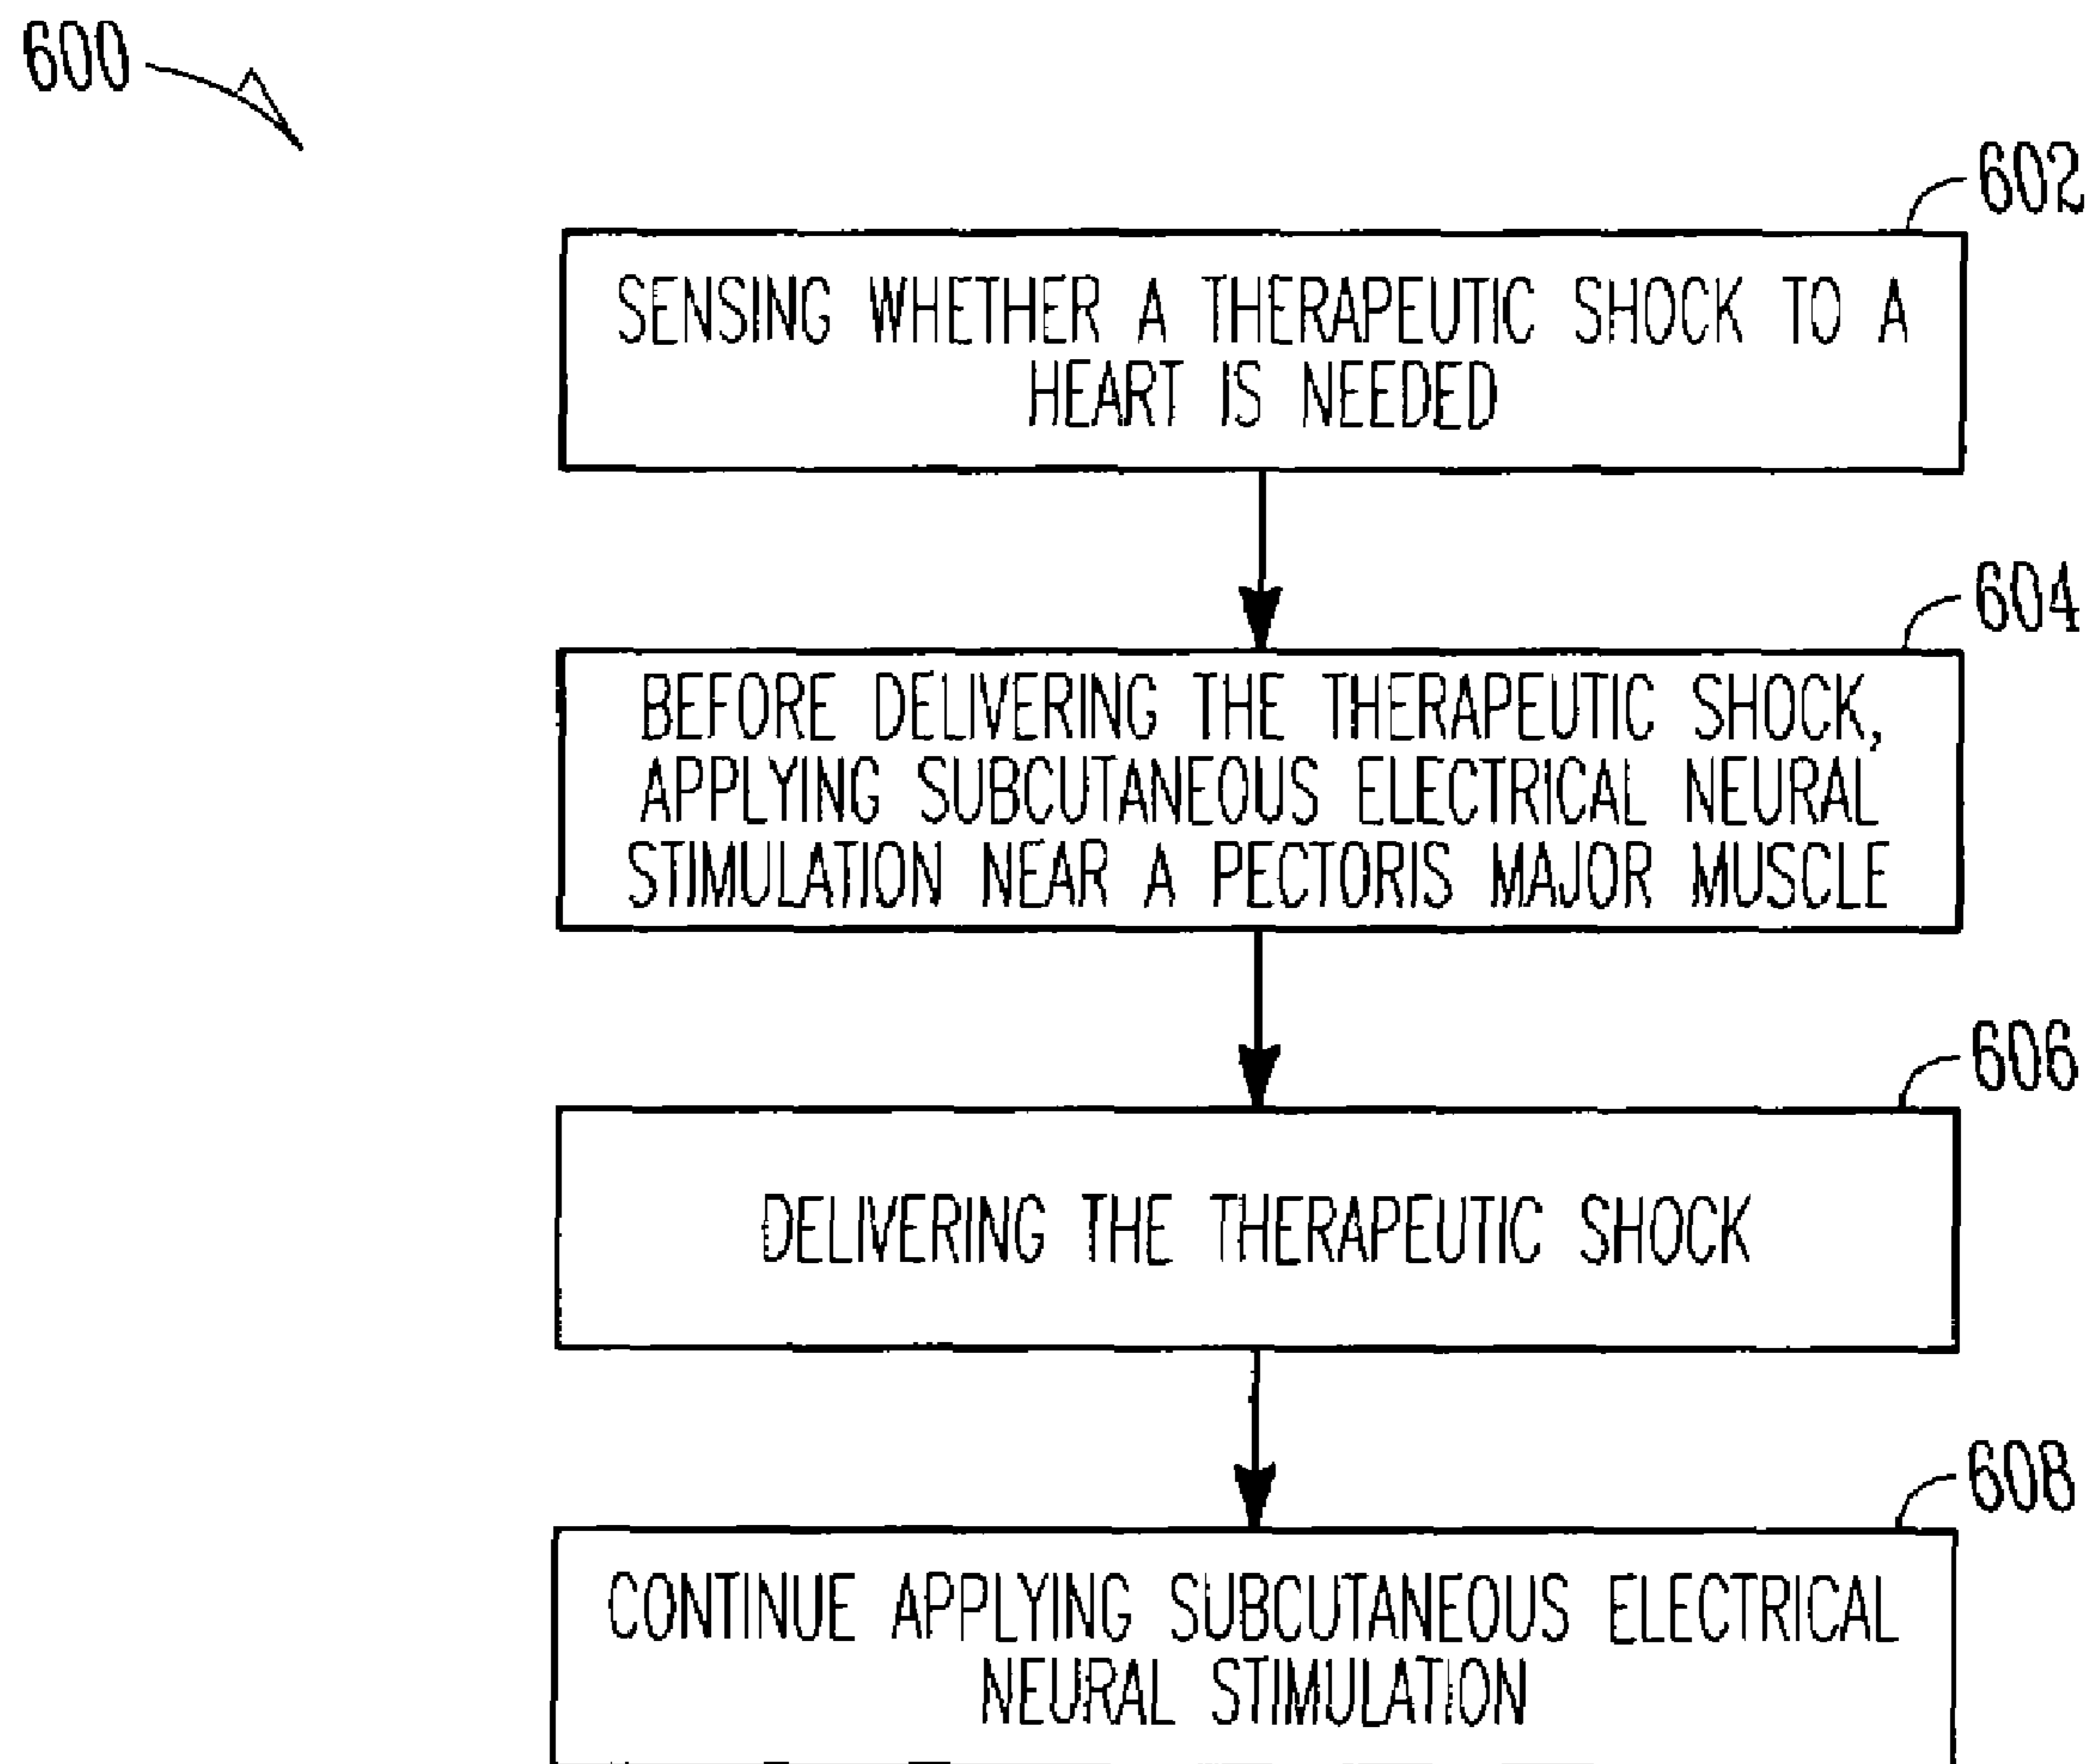 600
602
SENSING WHETHER A THERAPEUTIC SHOCK TO A
HEART IS NEEDED
604
BEFORE DELIVERING THE THERAPEUTIC SHOCK,
APPLYING SUBCUTANEOUS ELECTRICAL NEURAL
STIMULATION NEAR A PECTORIS MAJOR MUSCLE
606
DELIVERING THE THERAPEUTIC SHOCK
608
CONTINUE APPLYING SUBCUTANEOUS ELECTRICAL
NEURAL STIMULATION